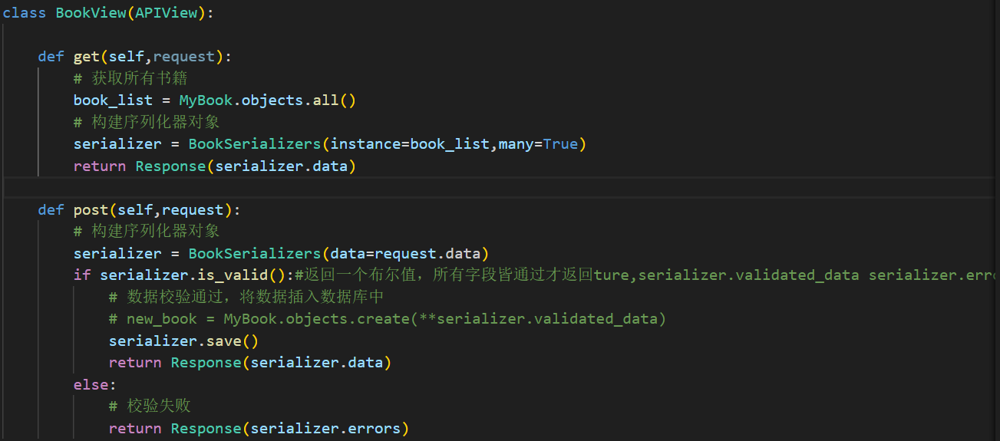 class BookView(APIView):
def get(self,request):
# 获取所有书籍
book_list = MyBook.objects.all()
# 构建序列化器对象
serializer = BookSerializers(instance=book_list,many=True)
return Response(serializer.data)
def post(self,request):
# 构建序列化器对象
serializer = BookSerializers(data=request.data)
if serializer.is_valid():#返回一个布尔值，所有字段皆通过才返回ture,serializer.validated_data
# 数据校验通过，将数据插入数据库中
# new_book = MyBook.objects.create(**serializer.validated_data)
serializer.save()
return Response(serializer.data)
else:
# 校验失败
return Response(serializer.errors)